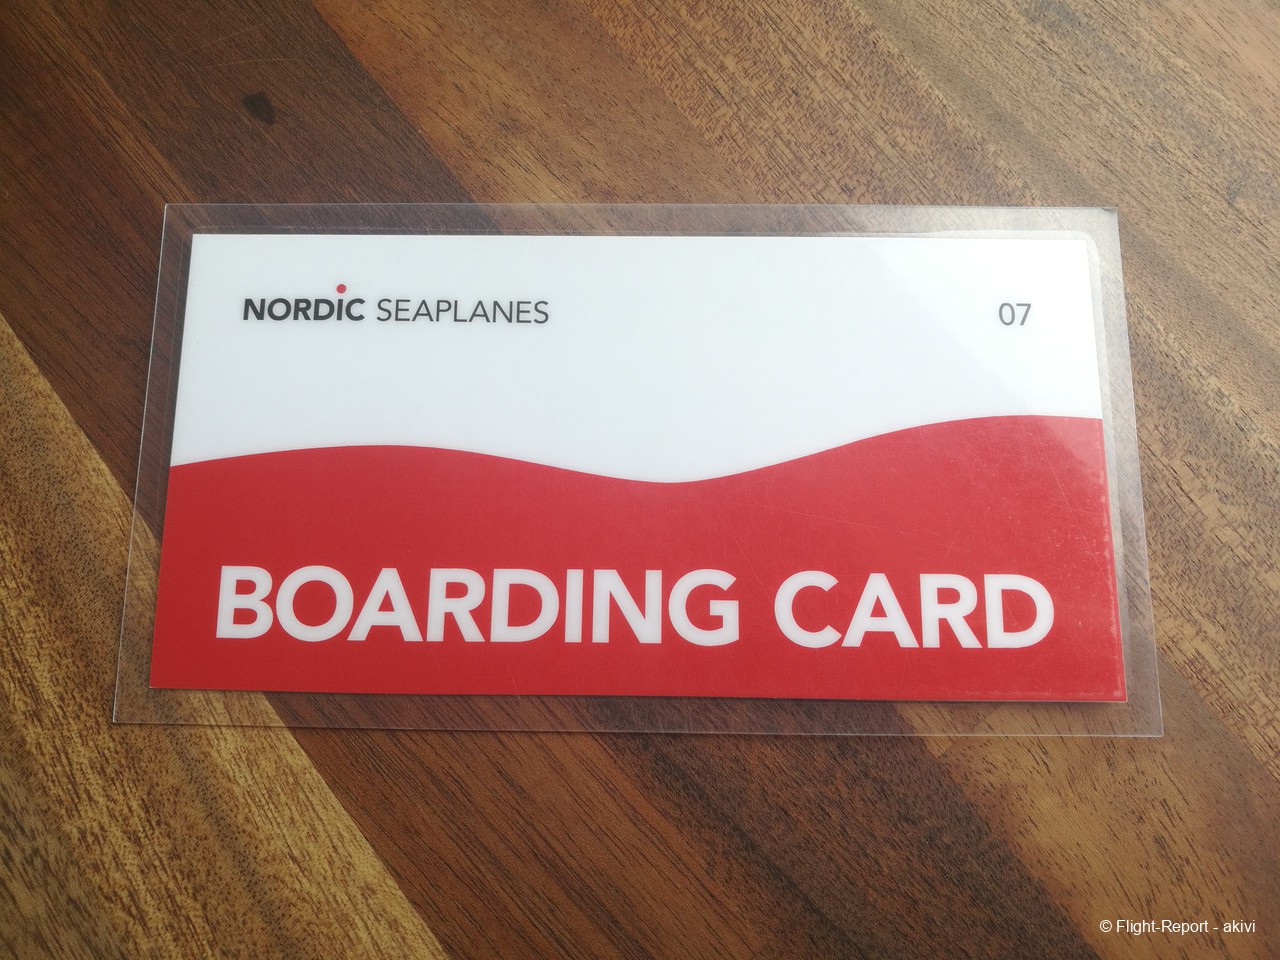 NORDiC SEAPLANES
07
BOARDING CARD
© Flight-Report - akivi